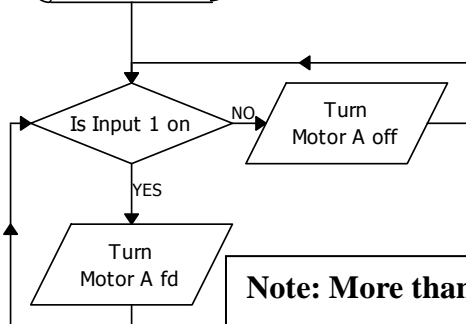 Is Input 1 on
NO
Turn
Motor A off
YES
Turn
Motor A fd
Note: More than